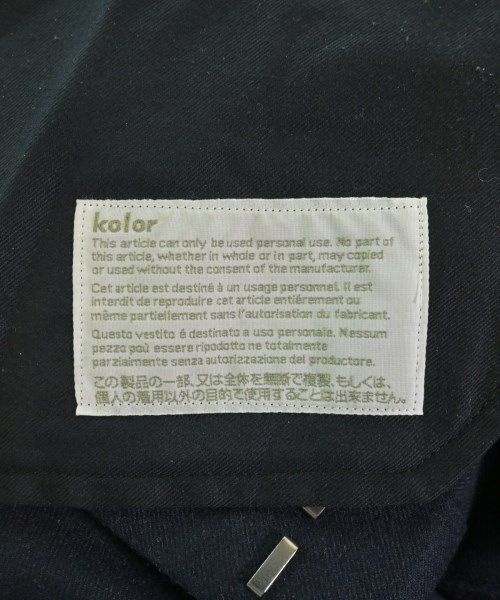 kolor
This article can only be used personal use. No part of
this article, whether in whole or in part, may copied
or used without the consent of the manufacturer.
Cet article est destiné à un usage personnel. Il est
interdit de reproduire cet article entiérement ou
même partiellement sans l'autorisation du fabricant.
Questo vestito é destinato a uso personale. Nessum
pezzo paù essere ripodotto ne totalmente
parzialmente senza autorizzazione del productore.
この製品の一部、又は全体を無断で複製、もしくは、
個人の着用以外の目的で使用することは出来ません。